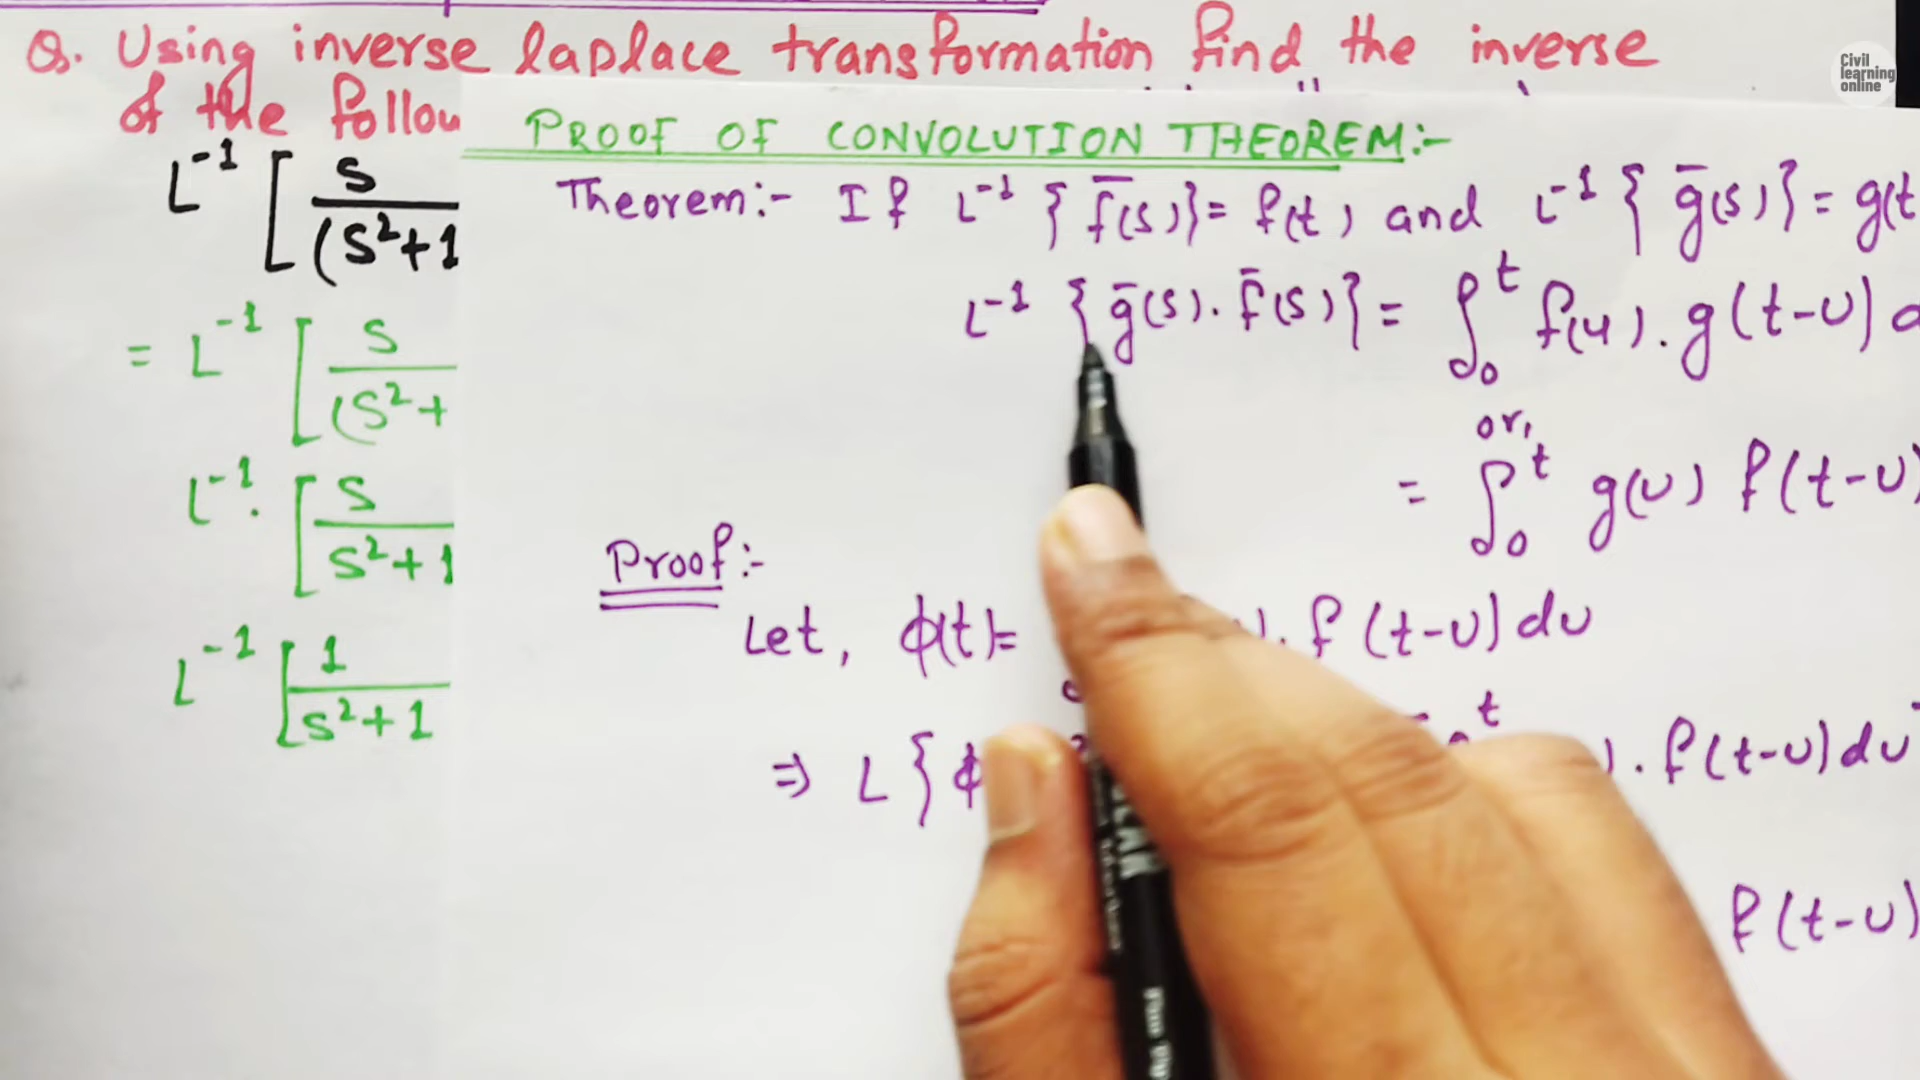 Q. Using inverse laplace transformation find the inverse
of the follow
L⁻¹ [ s / (s²+1
= L⁻¹ [ s / (s²+
L⁻¹. [ s / s²+1
L⁻¹ [ 1 / s²+1
PROOF OF CONVOLUTION THEOREM:-
Theorem:- If L⁻¹ { f̄(s)} = f(t) and L⁻¹ { ḡ(s)} = g(t
L⁻¹ { ḡ(s). f̄(s)} = ∫₀ᵗ f(u). g(t-u) d
or,
= ∫₀ᵗ g(u) f(t-u)
Proof:-
Let, ϕ(t)= ). f(t-u) du
⇒ L { ϕ t ). f(t-u) du
f(t-u)
Civil
learning
online